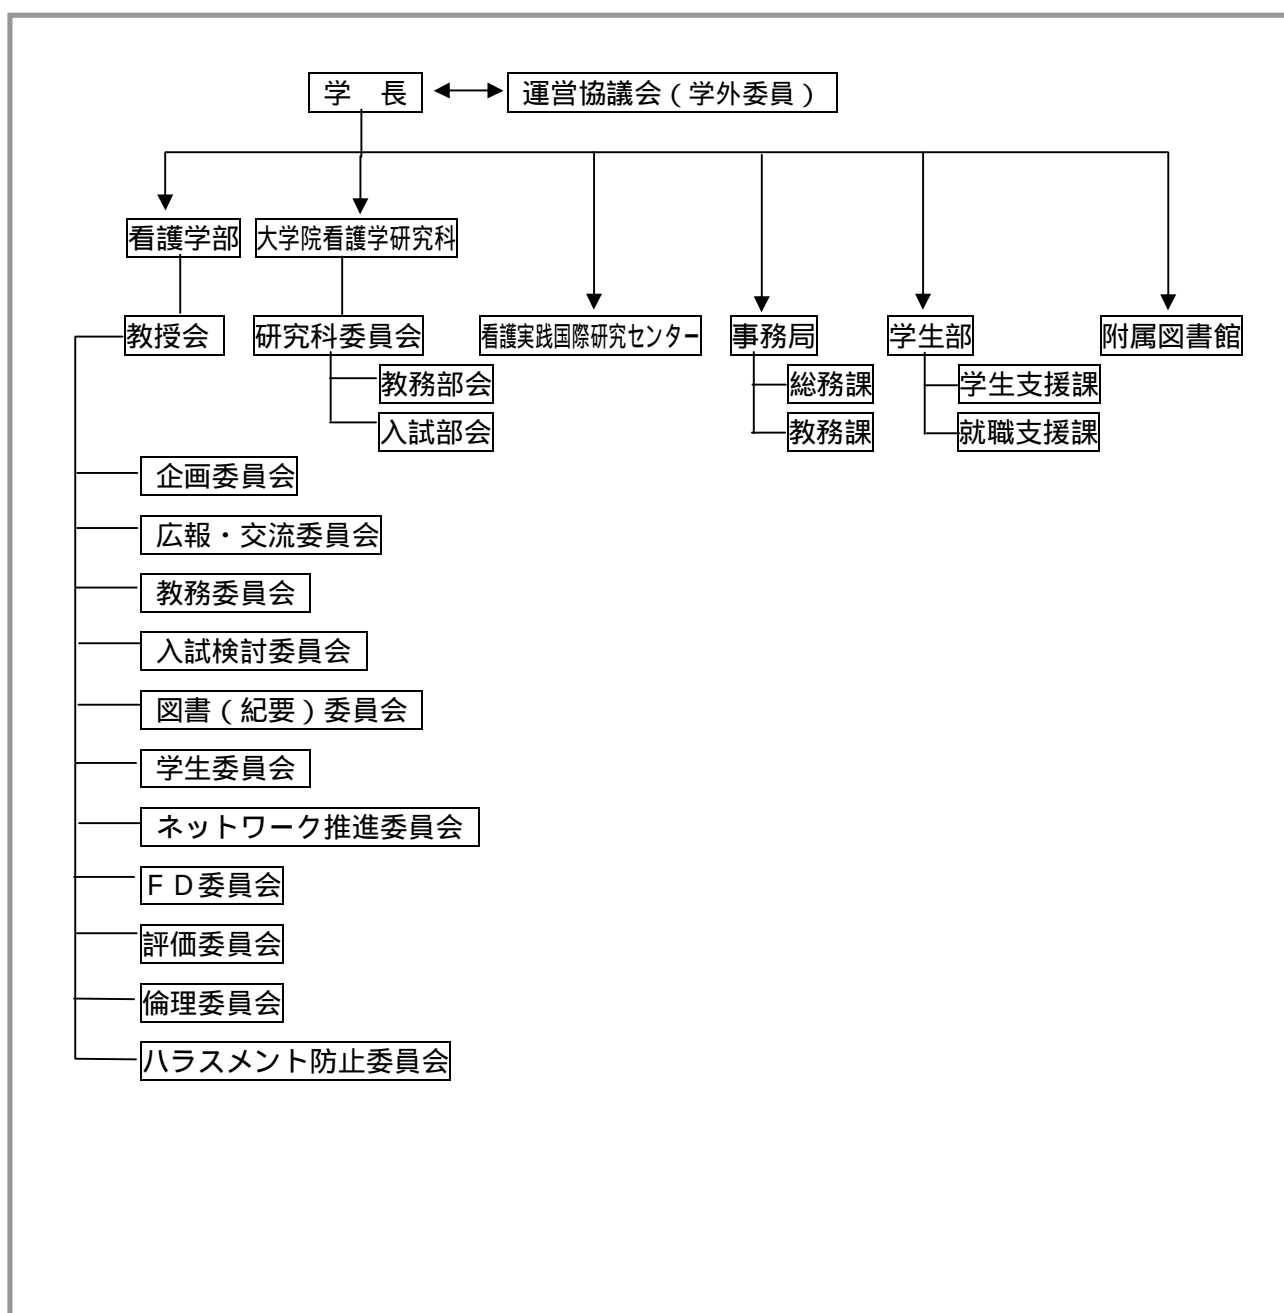 学　長
運営協議会（学外委員）
看護学部
大学院看護学研究科
教授会
研究科委員会
看護実践国際研究センター
事務局
学生部
附属図書館
教務部会
総務課
学生支援課
入試部会
教務課
就職支援課
企画委員会
広報・交流委員会
教務委員会
入試検討委員会
図書（紀要）委員会
学生委員会
ネットワーク推進委員会
ＦＤ委員会
評価委員会
倫理委員会
ハラスメント防止委員会